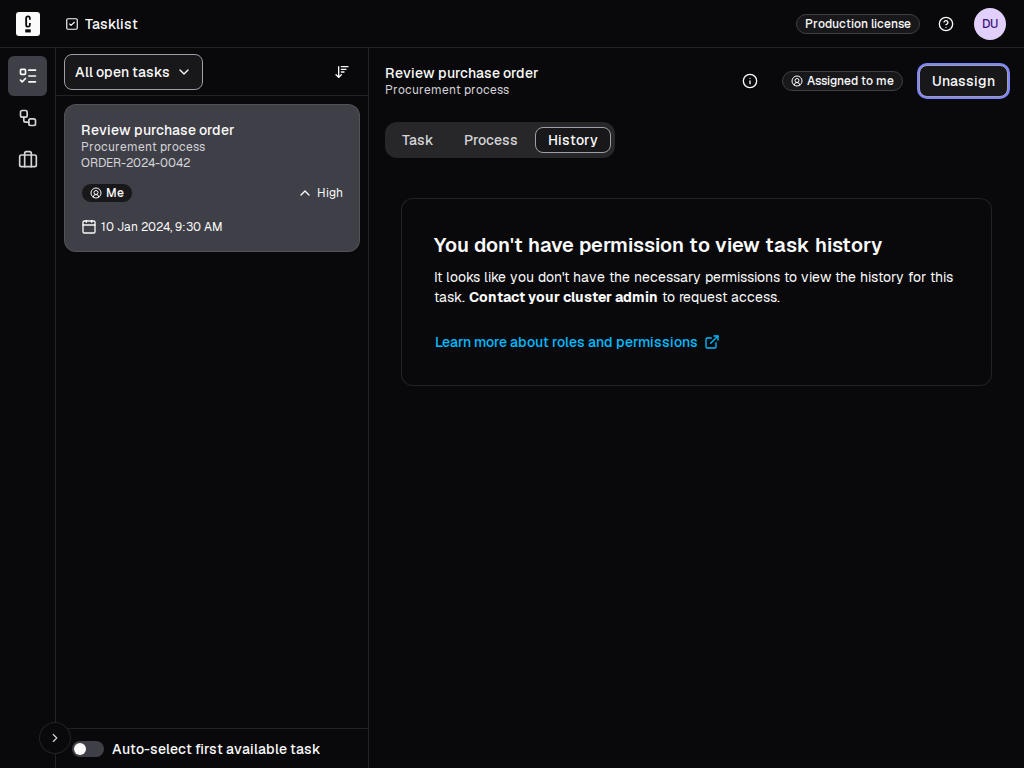 Tasklist
Production license
DU
All open tasks
Review purchase order
Procurement process
ORDER-2024-0042
Me
High
10 Jan 2024, 9:30 AM
Auto-select first available task
Review purchase order
Procurement process
Assigned to me
Unassign
Task
Process
History
You don't have permission to view task history
It looks like you don't have the necessary permissions to view the history for this
task. Contact your cluster admin to request access.
Learn more about roles and permissions